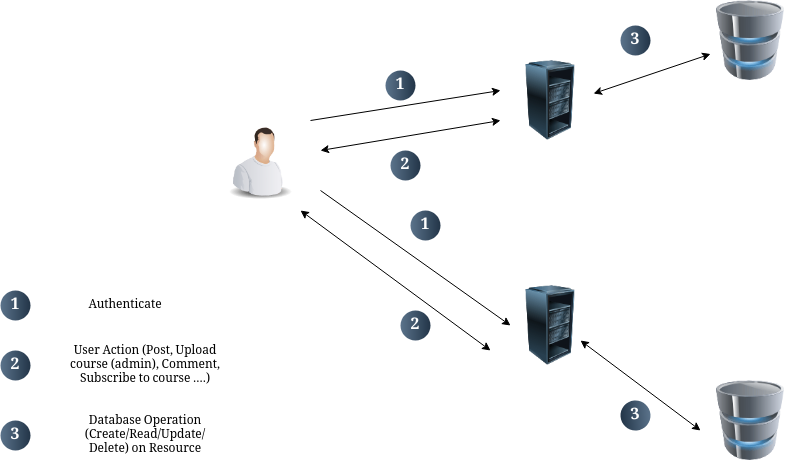 3
1
2
1
2
3
1 Authenticate
2 User Action (Post, Upload
course (admin), Comment,
Subscribe to course ....)
3 Database Operation
(Create/Read/Update/
Delete) on Resource